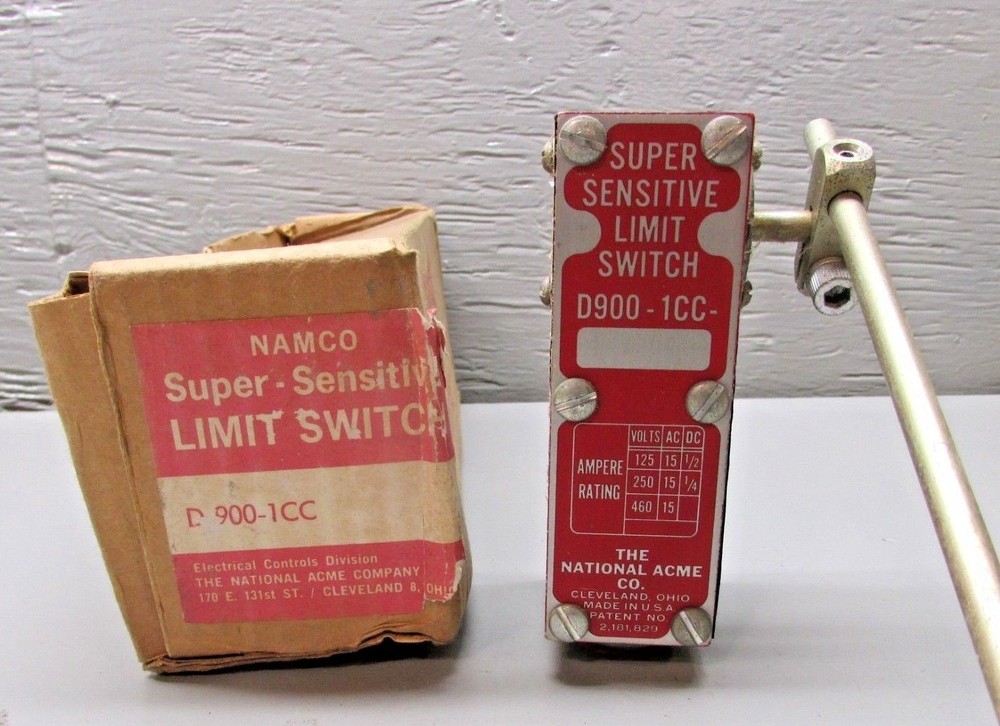 NAMCO
Super-Sensitive
LIMIT SWITCH
D 900-1CC
Electrical Controls Division
THE NATIONAL ACME COMPANY
170 E. 131st ST. / CLEVELAND 8, OHIO
SUPER
SENSITIVE
LIMIT
SWITCH
D900-1CC-
AMPERE
RATING
VOLTS AC DC
125 15 1/2
250 15 1/4
460 15
THE
NATIONAL ACME
CO.
CLEVELAND, OHIO
MADE IN U.S.A.
PATENT NO
2,181,829